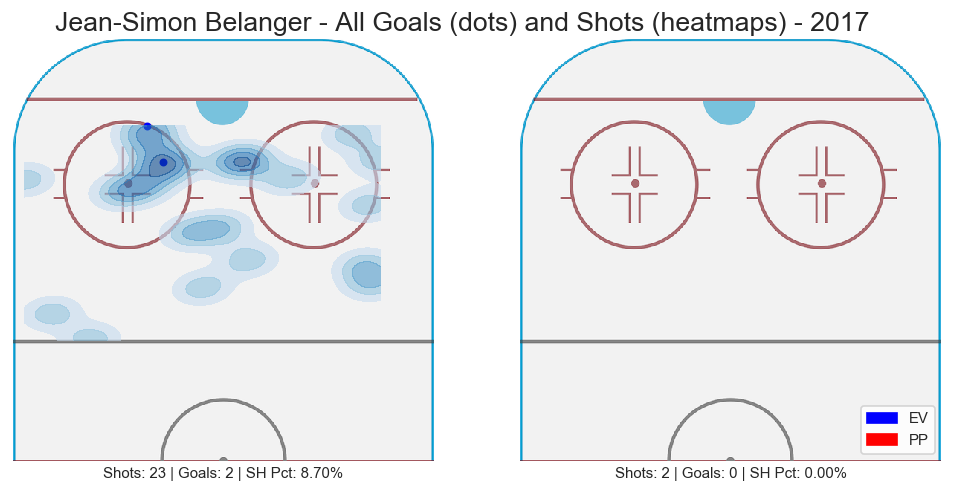 Jean-Simon Belanger - All Goals (dots) and Shots (heatmaps) - 2017
EV
PP
Shots: 23 | Goals: 2 | SH Pct: 8.70%
Shots: 2 | Goals: 0 | SH Pct: 0.00%